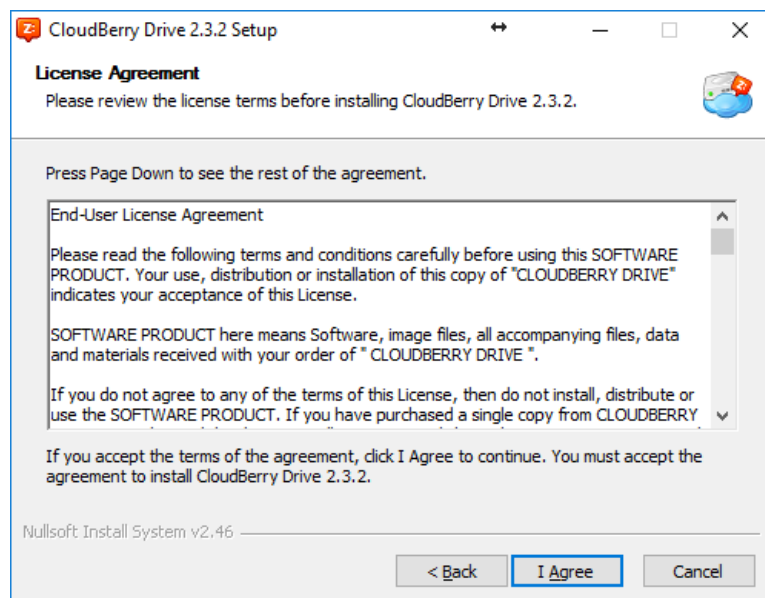 Z:
CloudBerry Drive 2.3.2 Setup
License Agreement
Please review the license terms before installing CloudBerry Drive 2.3.2.
Press Page Down to see the rest of the agreement.
End-User License Agreement
Please read the following terms and conditions carefully before using this SOFTWARE
PRODUCT. Your use, distribution or installation of this copy of "CLOUDBERRY DRIVE"
indicates your acceptance of this License.
SOFTWARE PRODUCT here means Software, image files, all accompanying files, data
and materials received with your order of " CLOUDBERRY DRIVE ".
If you do not agree to any of the terms of this License, then do not install, distribute or
use the SOFTWARE PRODUCT. If you have purchased a single copy from CLOUDBERRY
If you accept the terms of the agreement, click I Agree to continue. You must accept the
agreement to install CloudBerry Drive 2.3.2.
Nullsoft Install System v2.46
< Back
I Agree
Cancel